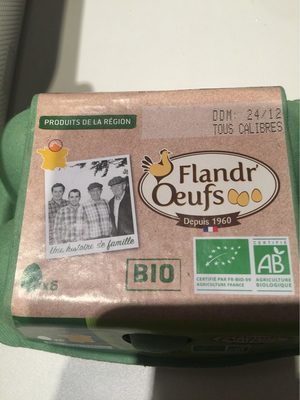 PRODUITS DE LA RÉGION
DDM: 24/12
TOUS CALIBRES
Flandr'
Oeufs
Depuis 1960
Une histoire de famille
x6
BIO
CERTIFIÉ PAR FR-BIO-09
AGRICULTURE FRANCE
CERTIFIÉ
AB
AGRICULTURE
BIOLOGIQUE